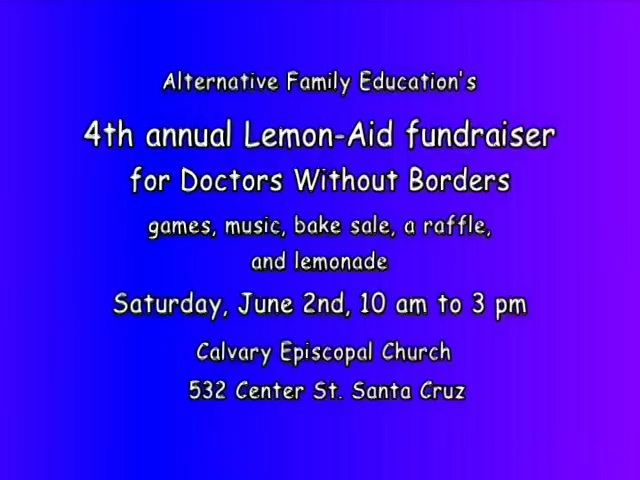 Alternative Family Education's
4th annual Lemon-Aid fundraiser
for Doctors Without Borders
games, music, bake sale, a raffle,
and lemonade
Saturday, June 2nd, 10 am to 3 pm
Calvary Episcopal Church
532 Center St. Santa Cruz